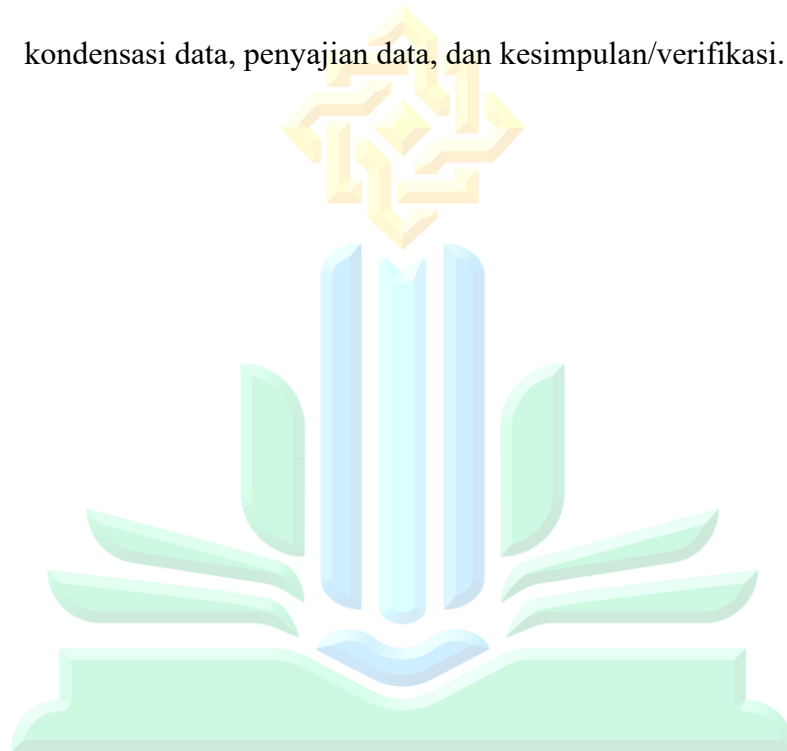 kondensasi data, penyajian data, dan kesimpulan/verifikasi.